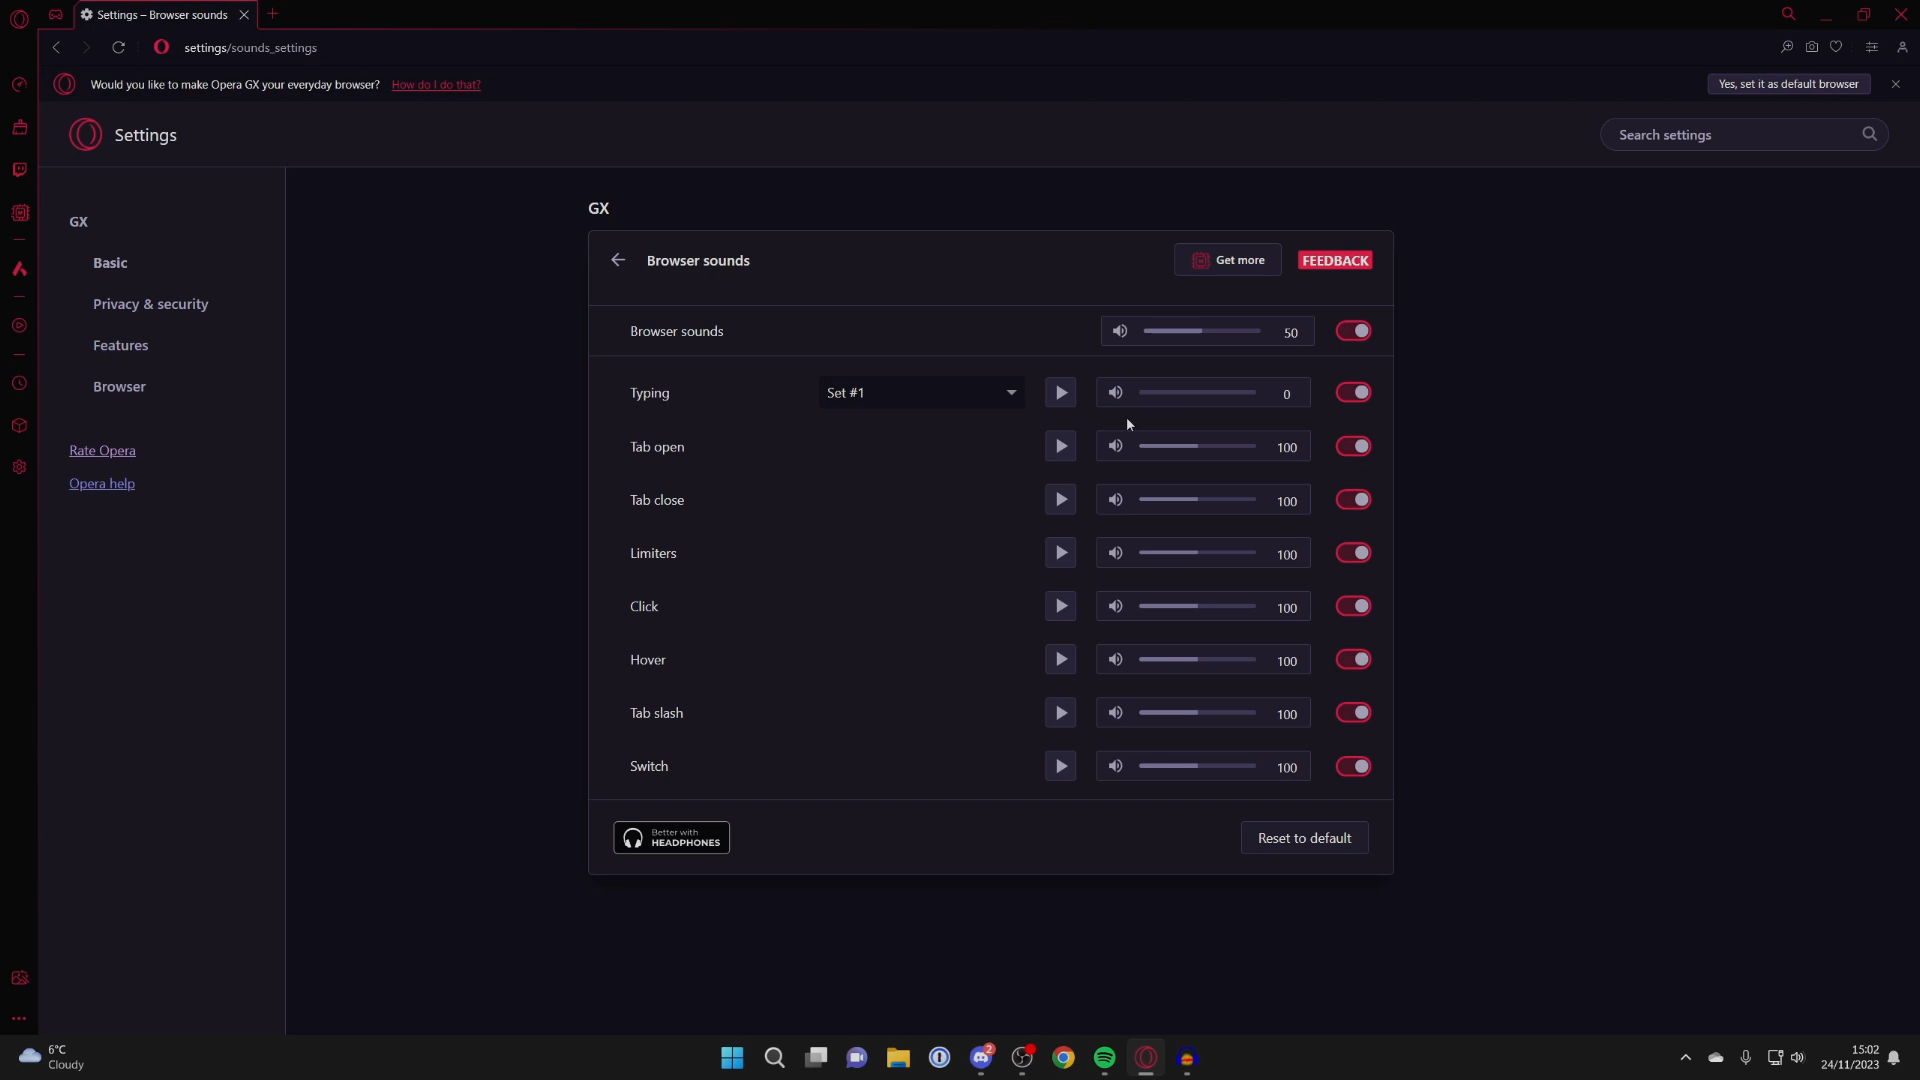 Settings – Browser sounds
settings/sounds_settings
Would you like to make Opera GX your everyday browser? How do I do that?
Yes, set it as default browser
Settings
Search settings
GX
Basic
Privacy & security
Features
Browser
Rate Opera
Opera help
GX
Browser sounds
Get more
FEEDBACK
Browser sounds 50
Typing Set #1 0
Tab open 100
Tab close 100
Limiters 100
Click 100
Hover 100
Tab slash 100
Switch 100
Better with
HEADPHONES
Reset to default
6°C
Cloudy
2
15:02
24/11/2023